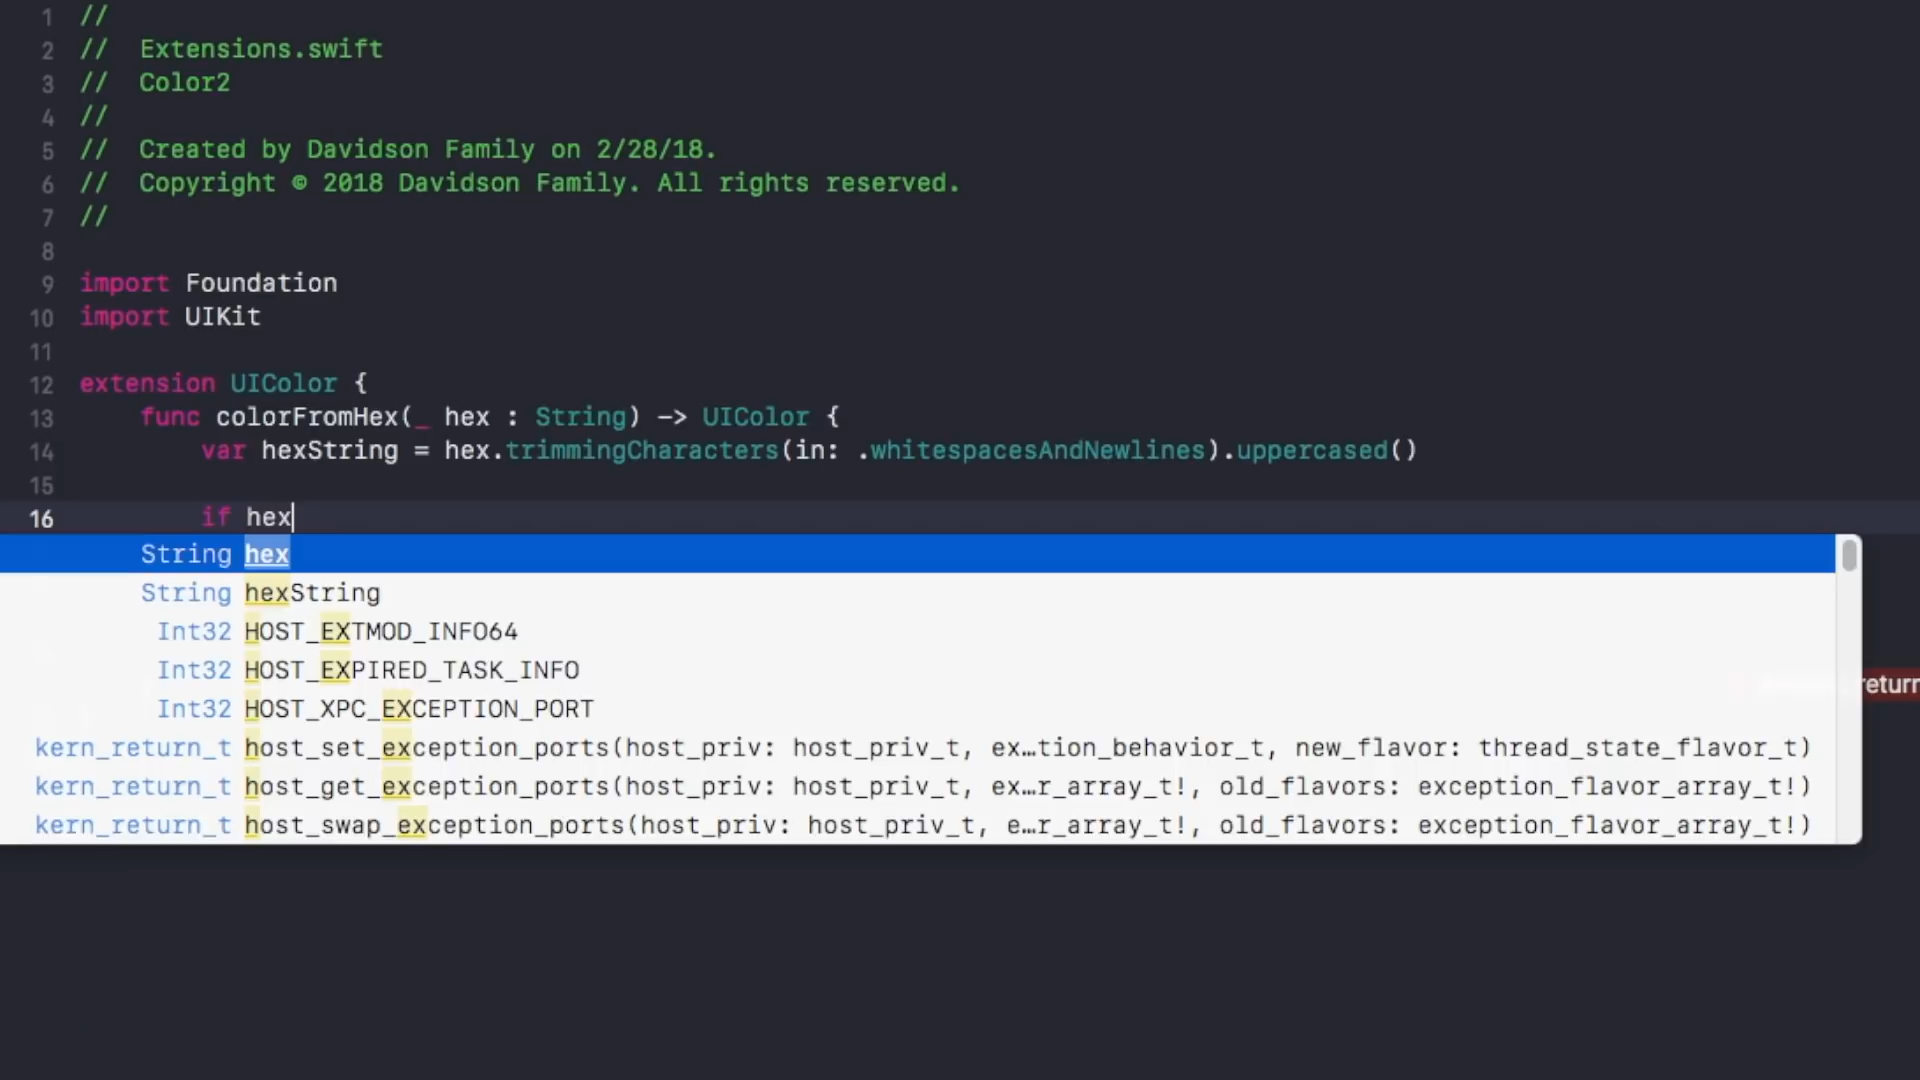 1 //
2 //  Extensions.swift
3 //  Color2
4 //
5 //  Created by Davidson Family on 2/28/18.
6 //  Copyright © 2018 Davidson Family. All rights reserved.
7 //
8
9 import Foundation
10 import UIKit
11
12 extension UIColor {
13     func colorFromHex(_ hex : String) -> UIColor {
14         var hexString = hex.trimmingCharacters(in: .whitespacesAndNewlines).uppercased()
15
16         if hex
String hex
String hexString
Int32 HOST_EXTMOD_INFO64
Int32 HOST_EXPIRED_TASK_INFO
return
Int32 HOST_XPC_EXCEPTION_PORT
kern_return_t host_set_exception_ports(host_priv: host_priv_t, ex…tion_behavior_t, new_flavor: thread_state_flavor_t)
kern_return_t host_get_exception_ports(host_priv: host_priv_t, ex…r_array_t!, old_flavors: exception_flavor_array_t!)
kern_return_t host_swap_exception_ports(host_priv: host_priv_t, e…r_array_t!, old_flavors: exception_flavor_array_t!)